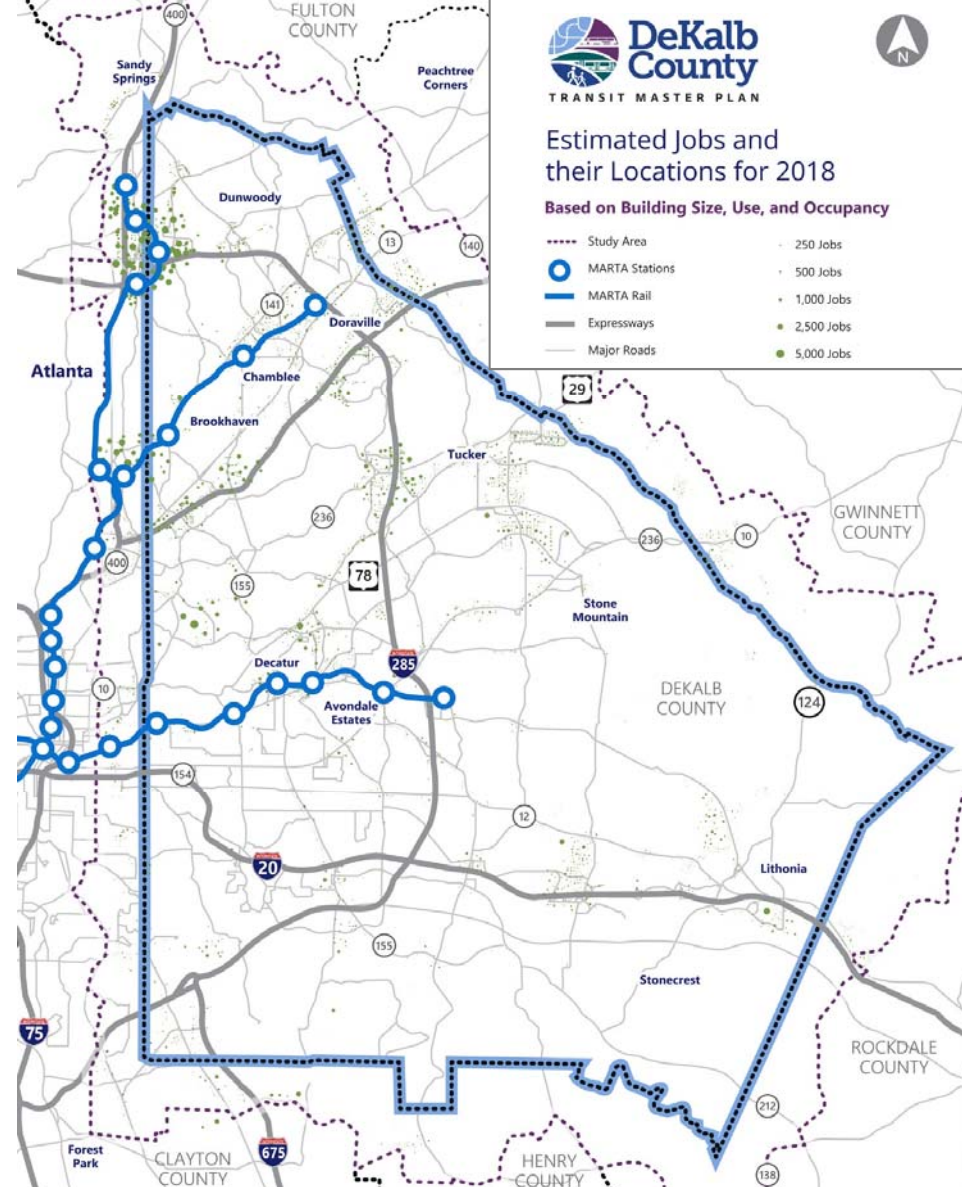 DeKalb
County
TRANSIT MASTER PLAN
N
Estimated Jobs and
their Locations for 2018
Based on Building Size, Use, and Occupancy
Study Area
MARTA Stations
MARTA Rail
Expressways
Major Roads
250 Jobs
500 Jobs
1,000 Jobs
2,500 Jobs
5,000 Jobs
400
FULTON
COUNTY
Sandy
Springs
Peachtree
Corners
Dunwoody
13
140
141
Doraville
Atlanta
Chamblee
29
Brookhaven
Tucker
236
GWINNETT
COUNTY
236
10
400
78
155
Stone
Mountain
Decatur
285
10
DEKALB
COUNTY
124
Avondale
Estates
154
12
20
Lithonia
155
Stonecrest
75
ROCKDALE
COUNTY
212
Forest
Park
CLAYTON
COUNTY
675
HENRY
COUNTY
138